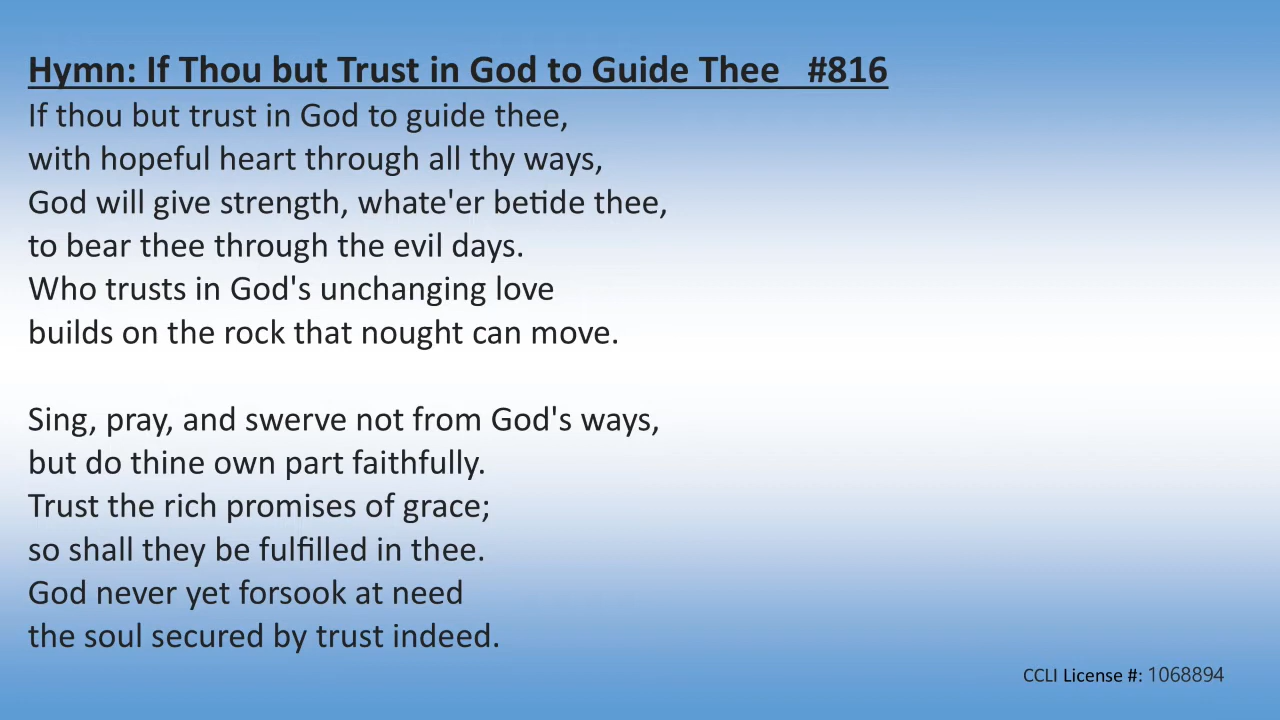 Hymn: If Thou but Trust in God to Guide Thee #816
If thou but trust in God to guide thee,
with hopeful heart through all thy ways,
God will give strength, whate'er betide thee,
to bear thee through the evil days.
Who trusts in God's unchanging love
builds on the rock that nought can move.
Sing, pray, and swerve not from God's ways,
but do thine own part faithfully.
Trust the rich promises of grace;
so shall they be fulfilled in thee.
God never yet forsook at need
the soul secured by trust indeed.
CCLI License #: 1068894